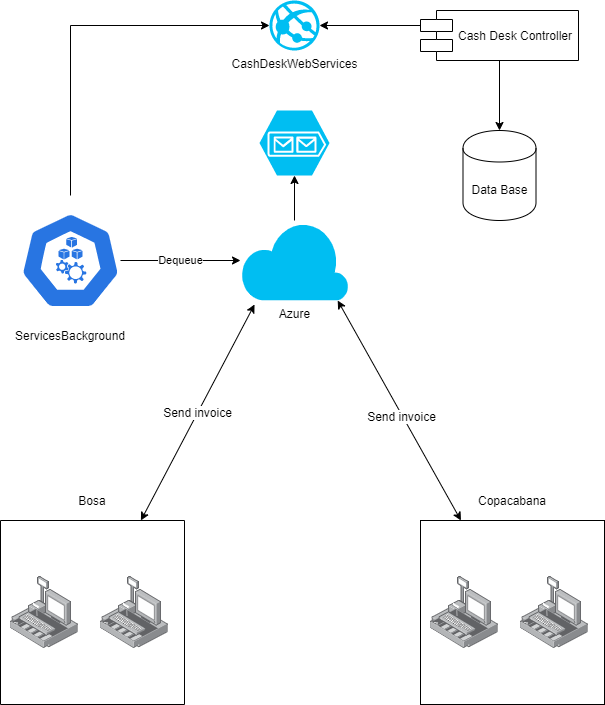 Cash Desk Controller
CashDeskWebServices
Data Base
Dequeue
Azure
ServicesBackground
Send invoice
Send invoice
Bosa
Copacabana